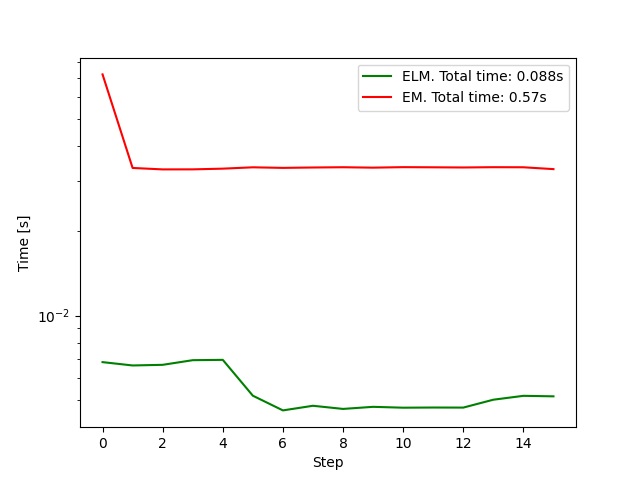 ELM. Total time: 0.088s
EM. Total time: 0.57s
Time [s]
10⁻²
0 2 4 6 8 10 12 14
Step